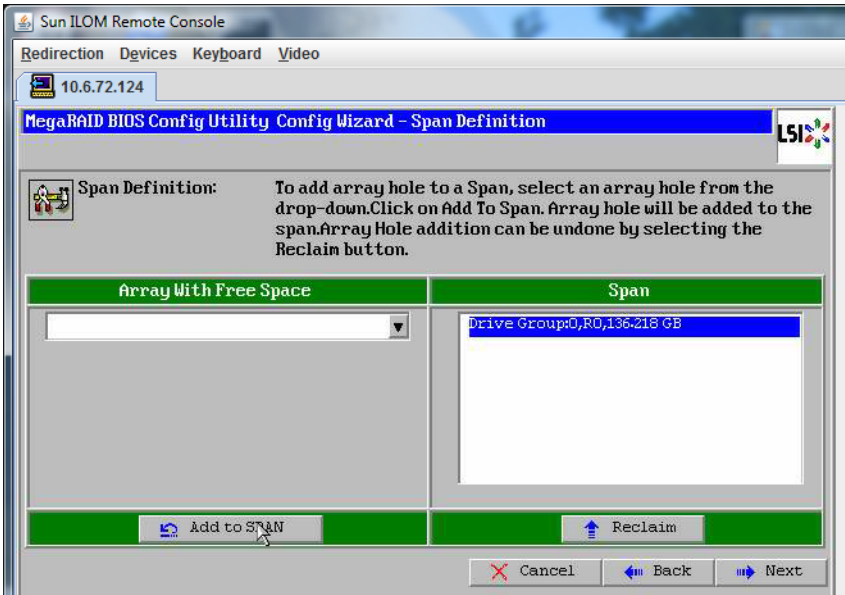 Sun ILOM Remote Console
Redirection Devices Keyboard Video
10.6.72.124
MegaRAID BIOS Config Utility Config Wizard - Span Definition
LSI
Span Definition:
To add array hole to a Span, select an array hole from the
drop-down.Click on Add To Span. Array hole will be added to the
span.Array Hole addition can be undone by selecting the
Reclaim button.
Array With Free Space
Span
Drive Group:0,R0,136.218 GB
Add to SPAN
Reclaim
Cancel
Back
Next